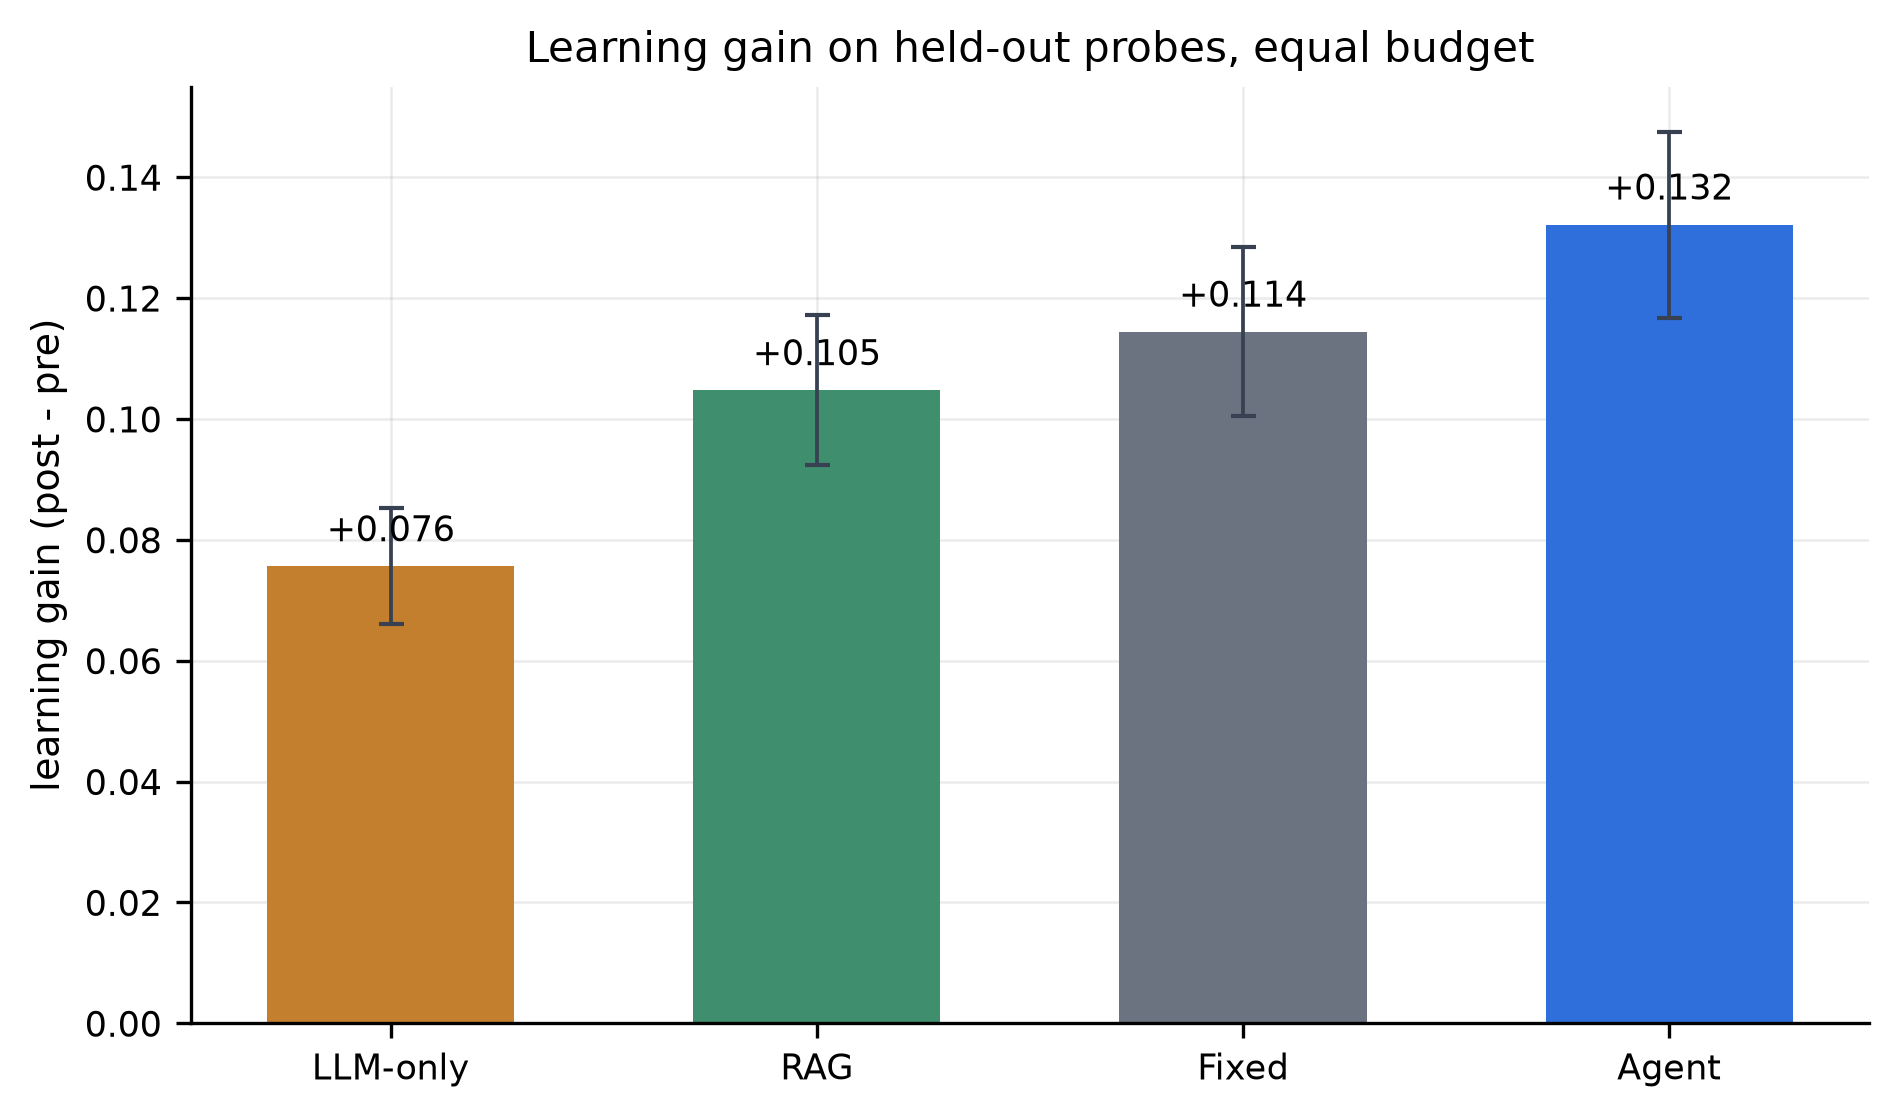 Learning gain on held-out probes, equal budget
learning gain (post - pre)
0.14
0.12
0.10
0.08
0.06
0.04
0.02
0.00
+0.076
+0.105
+0.114
+0.132
LLM-only
RAG
Fixed
Agent